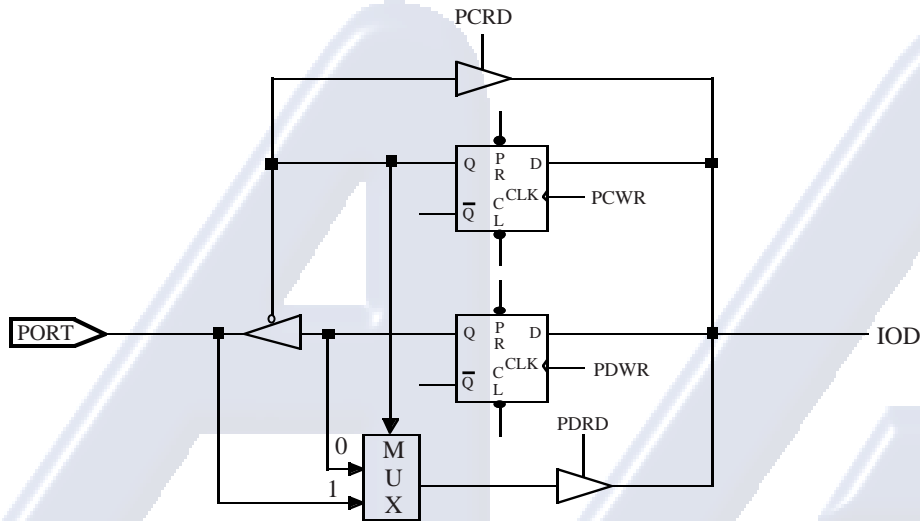 PCRD
Q P R D
CLK
PCWR
Q C L
PORT
Q P R D
IOD
CLK
PDWR
Q C L
PDRD
0
M U X
1